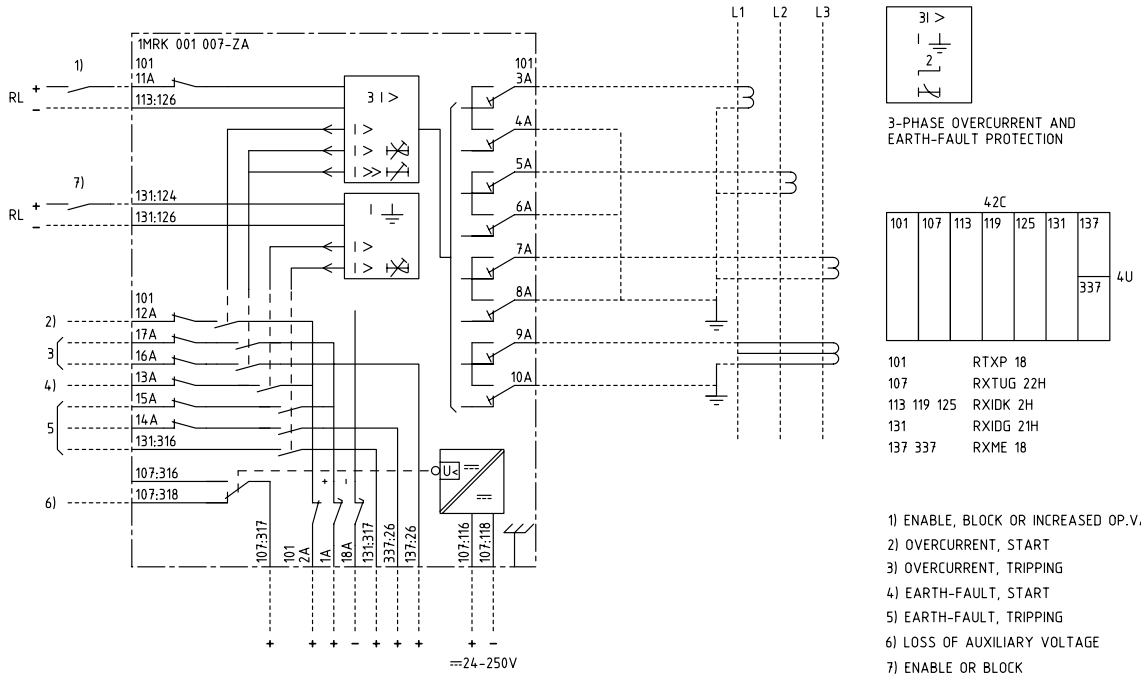 1MRK 001 007-ZA
1)
101
11A
113:126
RL + -
3 I >
I >
I >
I >>
7)
131:124
131:126
RL + -
I
I >
I >
101
12A
2)
17A
3
16A
4)
13A
15A
5
14A
131:316
107:316
107:318
6)
101
3A
4A
5A
6A
7A
8A
9A
10A
U<
+ -
107:317
101
2A
1A
18A
131:317
337:26
137:26
107:116
107:118
+ + + - + + + + -
24-250V
L1 L2 L3
3I >
I
2
3-PHASE OVERCURRENT AND
EARTH-FAULT PROTECTION
42C
101 107 113 119 125 131 137
337
4U
101 RTXP 18
107 RXTUG 22H
113 119 125 RXIDK 2H
131 RXIDG 21H
137 337 RXME 18
1) ENABLE, BLOCK OR INCREASED OP.V
2) OVERCURRENT, START
3) OVERCURRENT, TRIPPING
4) EARTH-FAULT, START
5) EARTH-FAULT, TRIPPING
6) LOSS OF AUXILIARY VOLTAGE
7) ENABLE OR BLOCK